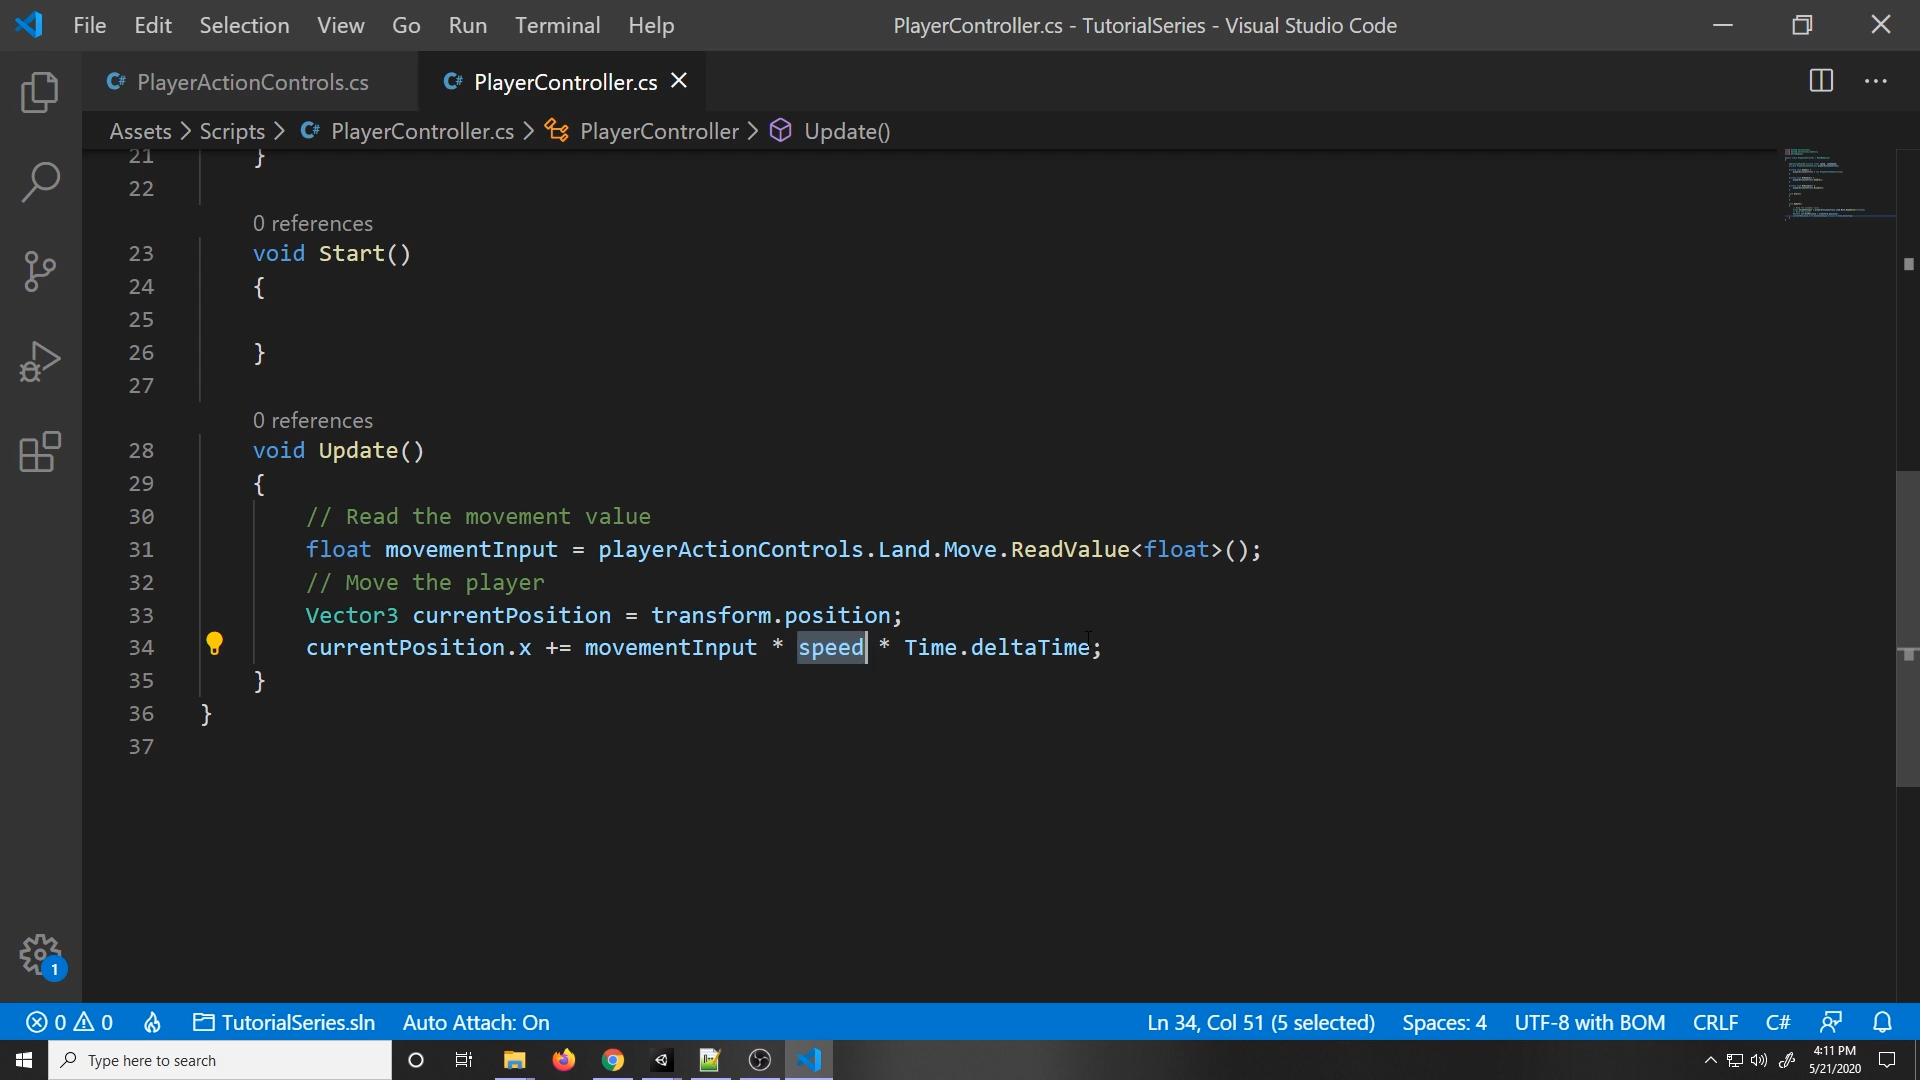 File Edit Selection View Go Run Terminal Help PlayerController.cs - TutorialSeries - Visual Studio Code
PlayerActionControls.cs PlayerController.cs
Assets > Scripts > PlayerController.cs > PlayerController > Update()
21 }
22
0 references
23 void Start()
24 {
25
26 }
27
0 references
28 void Update()
29 {
30 // Read the movement value
31 float movementInput = playerActionControls.Land.Move.ReadValue<float>();
32 // Move the player
33 Vector3 currentPosition = transform.position;
34 currentPosition.x += movementInput * speed * Time.deltaTime;
35 }
36 }
37
1
0 0 TutorialSeries.sln Auto Attach: On Ln 34, Col 51 (5 selected) Spaces: 4 UTF-8 with BOM CRLF C#
Type here to search 4:11 PM
5/21/2020